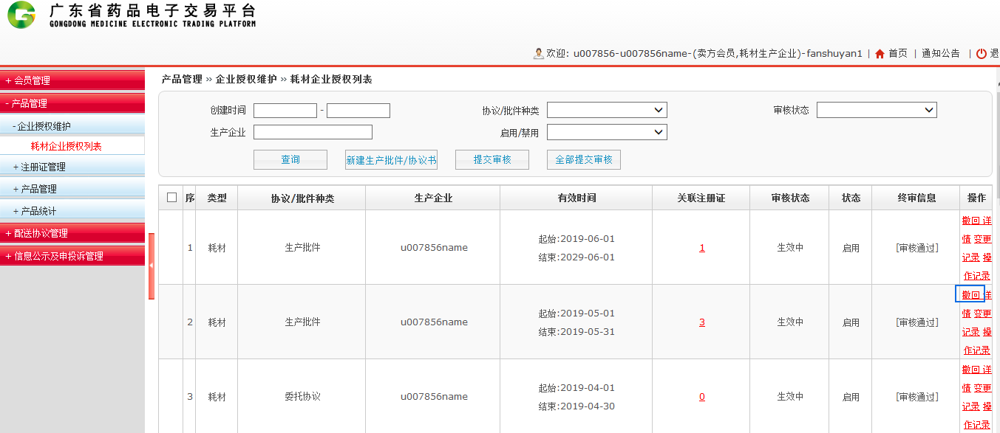 广东省药品电子交易平台
GONGDONG MEDICINE ELECTRONIC TRADING PLATFORM
欢迎: u007856-u007856name-(卖方会员,耗材生产企业)-fanshuyan1 | 首页 | 通知公告 | 退
+ 会员管理
- 产品管理
-企业授权维护
耗材企业授权列表
+ 注册证管理
+ 产品管理
+ 产品统计
+ 配送协议管理
+ 信息公示及申投诉管理
产品管理 » 企业授权维护 » 耗材企业授权列表
创建时间 - 协议/批件种类 审核状态
生产企业 启用/禁用
查询 新建生产批件/协议书 提交审核 全部提交审核
序 类型 协议/批件种类 生产企业 有效时间 关联注册证 审核状态 状态 终审信息 操作
1 耗材 生产批件 u007856name 起始:2019-06-01 结束:2029-06-01 1 生效中 启用 [审核通过]
撤回 详
情 变更
记录 操
作记录
2 耗材 生产批件 u007856name 起始:2019-05-01 结束:2019-05-31 3 生效中 启用 [审核通过]
撤回 详
情 变更
记录 操
作记录
3 耗材 委托协议 u007856name 起始:2019-04-01 结束:2019-04-30 0 生效中 启用 [审核通过]
撤回 详
情 变更
记录 操
作记录